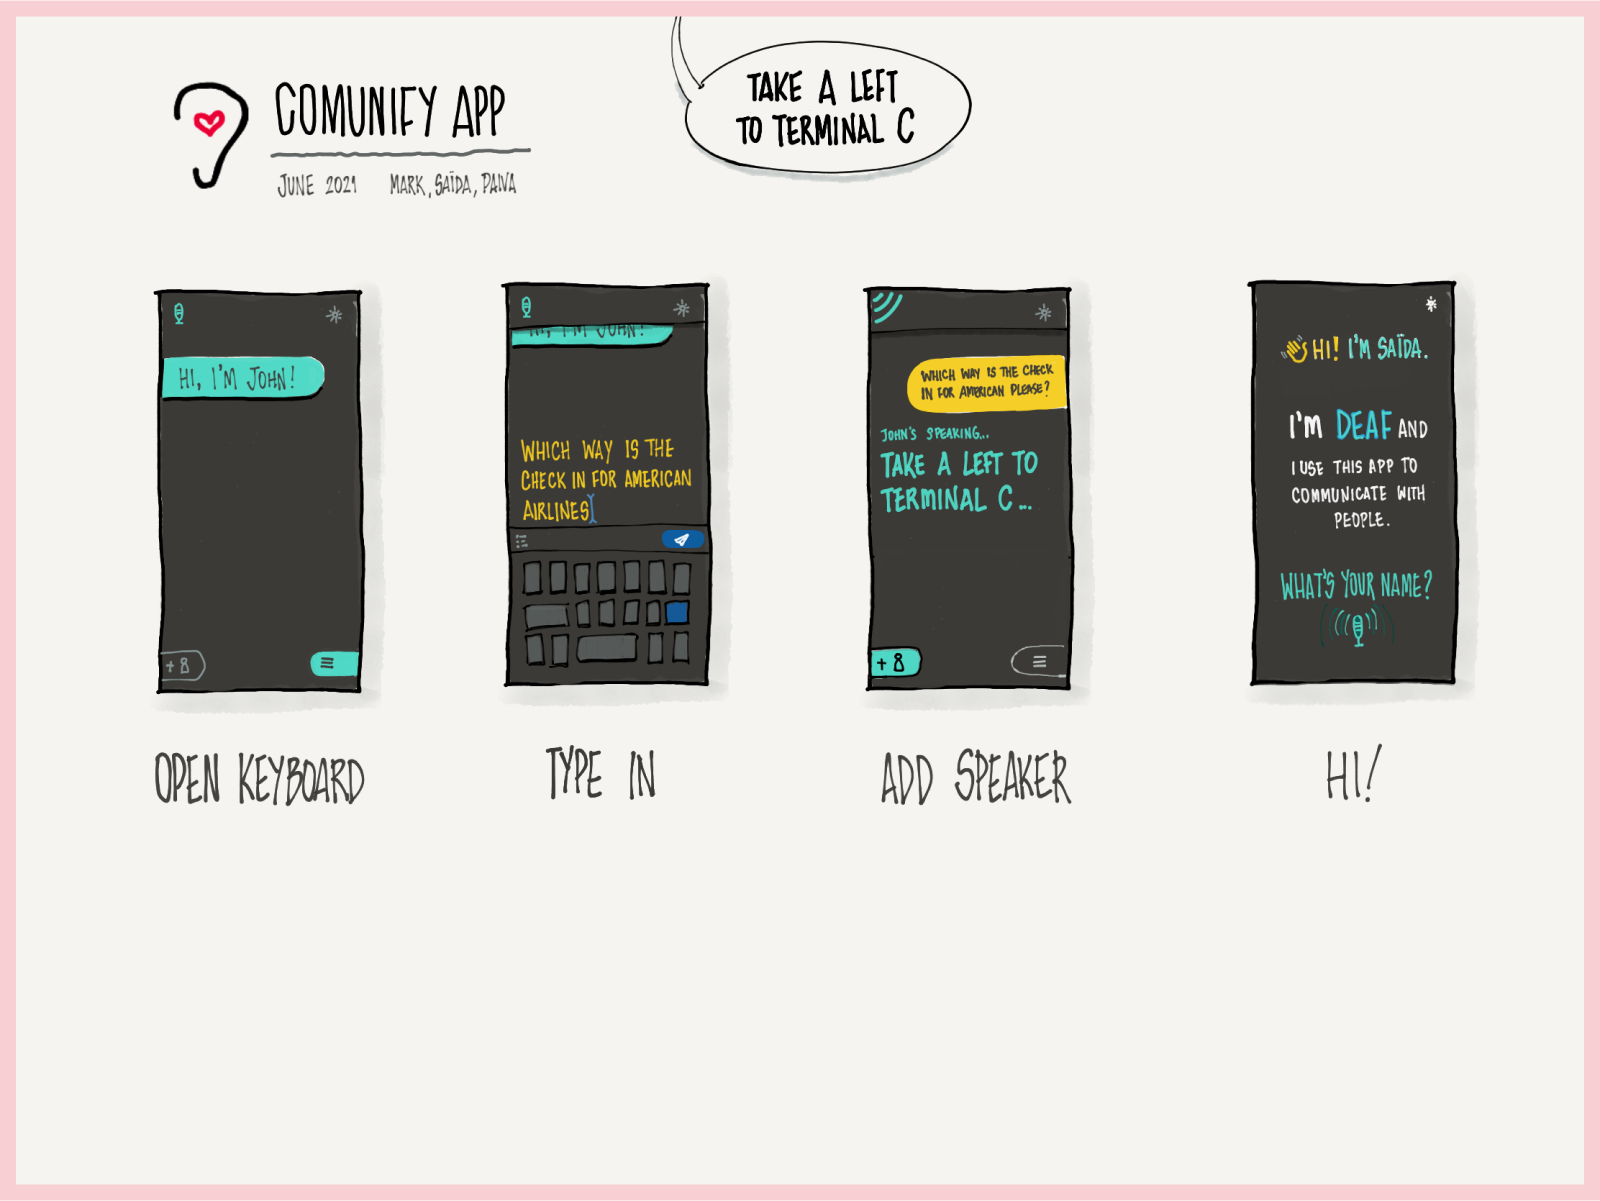 TAKE A LEFT
TO TERMINAL C
COMUNIFY APP
JUNE 2021 MARK, SAÏDA, PAIVA
HI, I'M JOHN!
OPEN KEYBOARD
HI, I'M JOHN!
WHICH WAY IS THE
CHECK IN FOR AMERICAN
AIRLINES
TYPE IN
WHICH WAY IS THE CHECK
IN FOR AMERICAN PLEASE?
JOHN'S SPEAKING...
TAKE A LEFT TO
TERMINAL C...
+
ADD SPEAKER
HI! I'M SAÏDA.
I'M DEAF AND
I USE THIS APP TO
COMMUNICATE WITH
PEOPLE.
WHAT'S YOUR NAME?
HI!